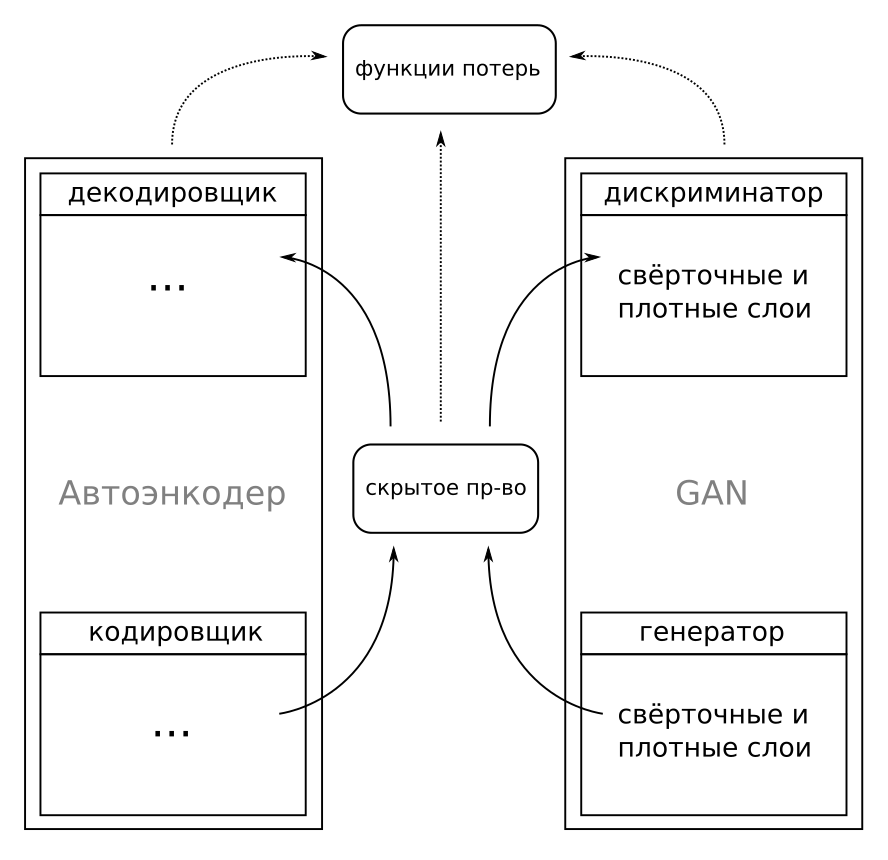 функции потерь
декодировщик
...
дискриминатор
свёрточные и
плотные слои
Автоэнкодер
скрытое пр-во
GAN
кодировщик
...
генератор
свёрточные и
плотные слои